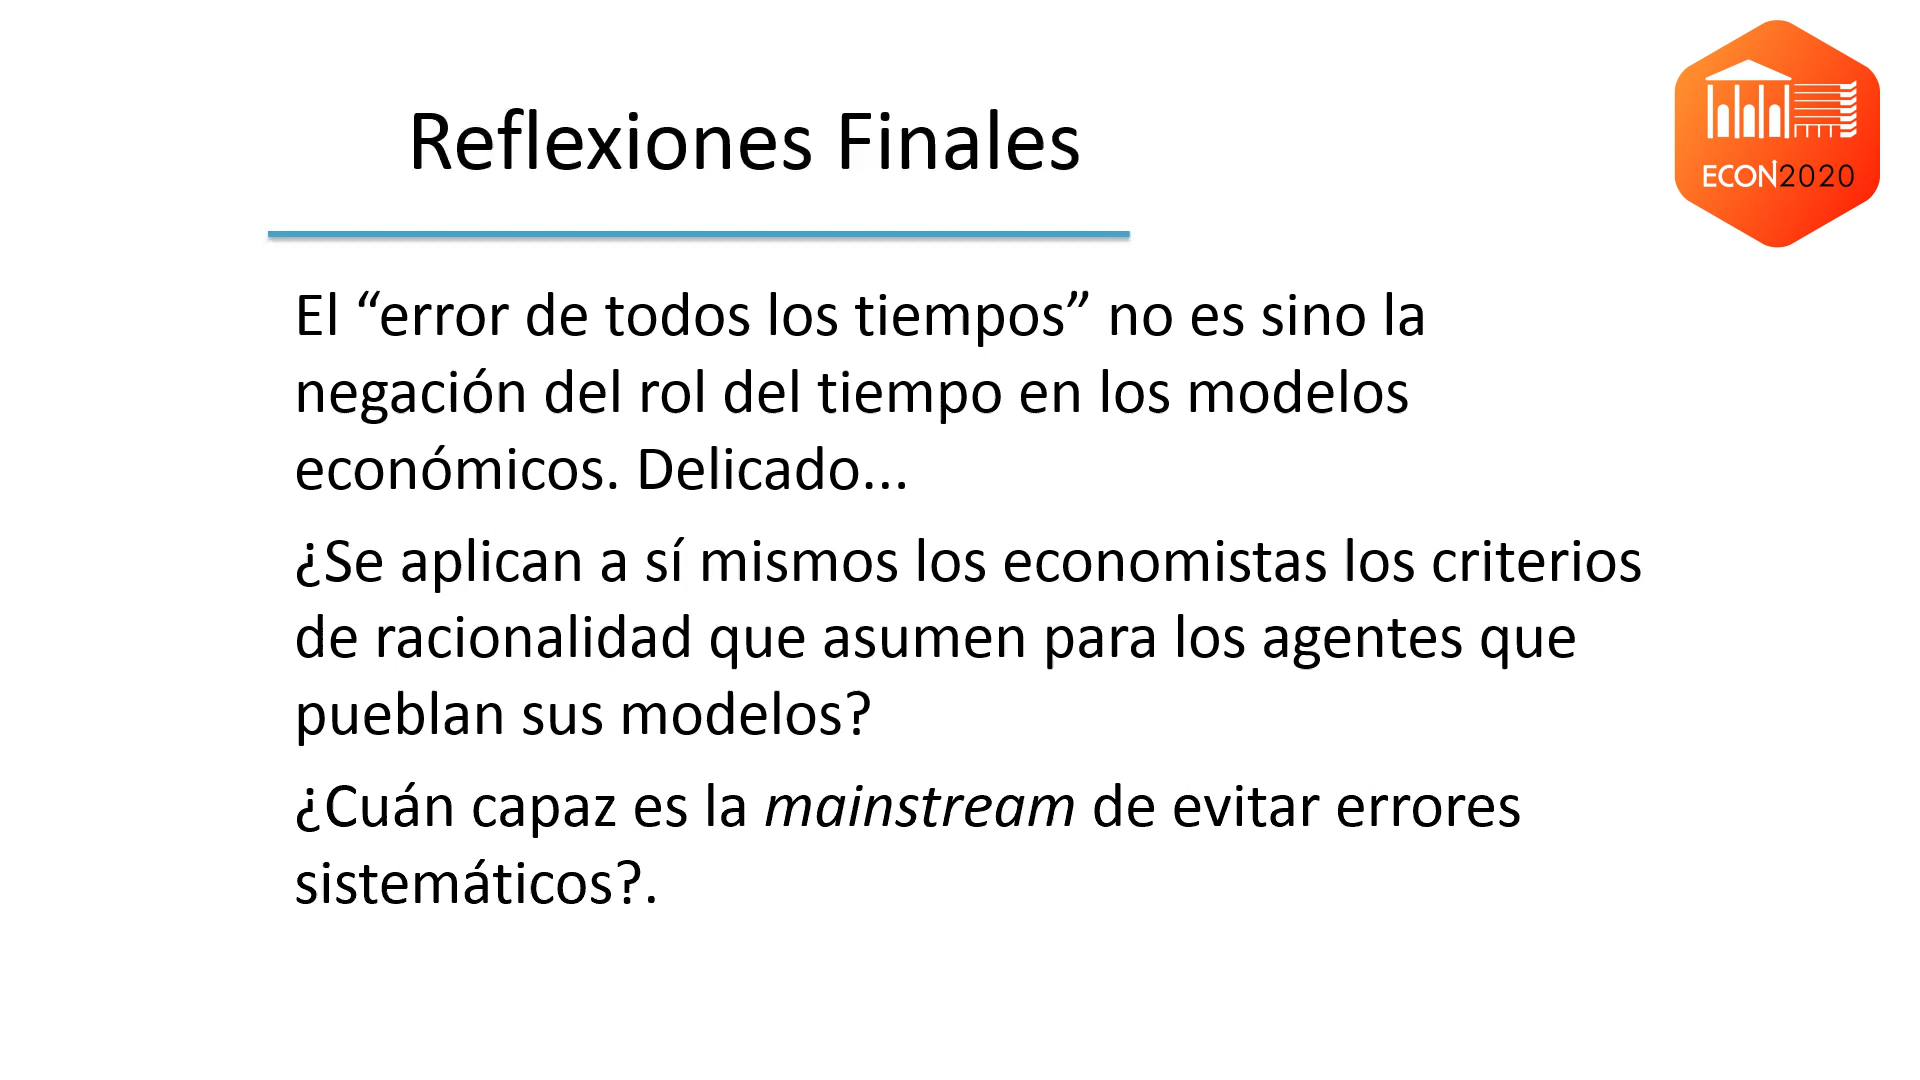 Reflexiones Finales
ECON2020
El “error de todos los tiempos” no es sino la
negación del rol del tiempo en los modelos
económicos. Delicado...
¿Se aplican a sí mismos los economistas los criterios
de racionalidad que asumen para los agentes que
pueblan sus modelos?
¿Cuán capaz es la mainstream de evitar errores
sistemáticos?.